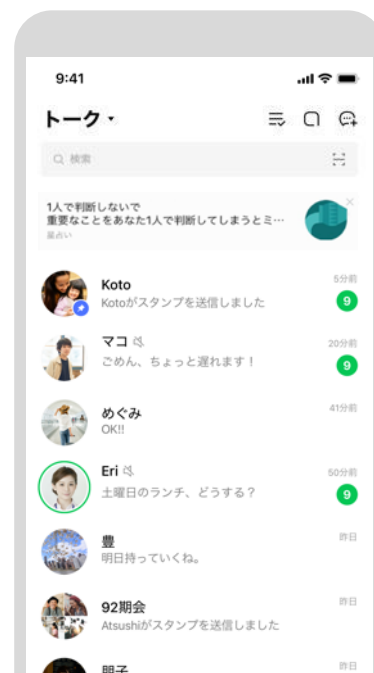 9:41
トーク
検索
1人で判断しないで
重要なことをあなた1人で判断してしまうとミ…
星占い
Koto
5分前
Kotoがスタンプを送信しました
9
マコ
20分前
ごめん、ちょっと遅れます！
9
めぐみ
41分前
OK!!
Eri
50分前
土曜日のランチ、どうする？
9
豊
昨日
明日持っていくね。
92期会
昨日
Atsushiがスタンプを送信しました
朋子
昨日